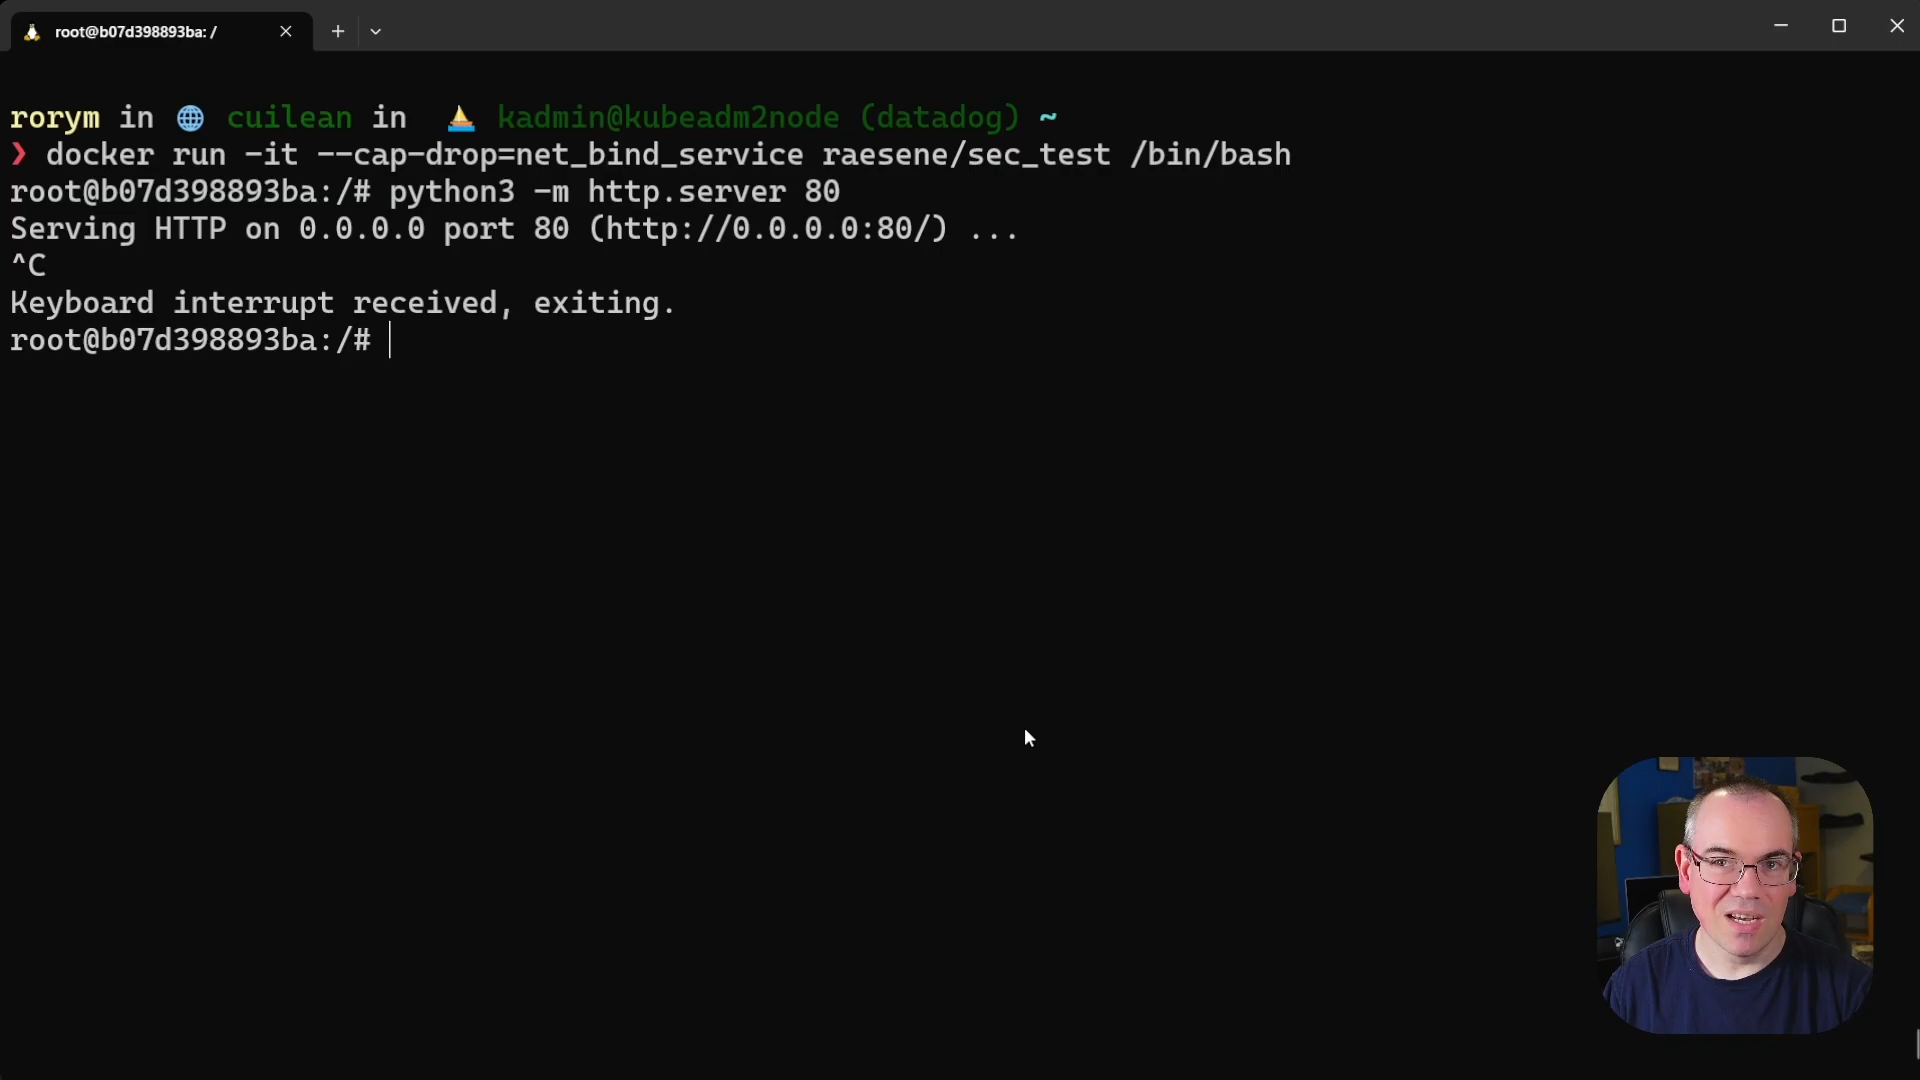 root@b07d398893ba: /
rorym in cuilean in kadmin@kubeadm2node (datadog) ~
❯ docker run -it --cap-drop=net_bind_service raesene/sec_test /bin/bash
root@b07d398893ba:/# python3 -m http.server 80
Serving HTTP on 0.0.0.0 port 80 (http://0.0.0.0:80/) ...
^C
Keyboard interrupt received, exiting.
root@b07d398893ba:/#